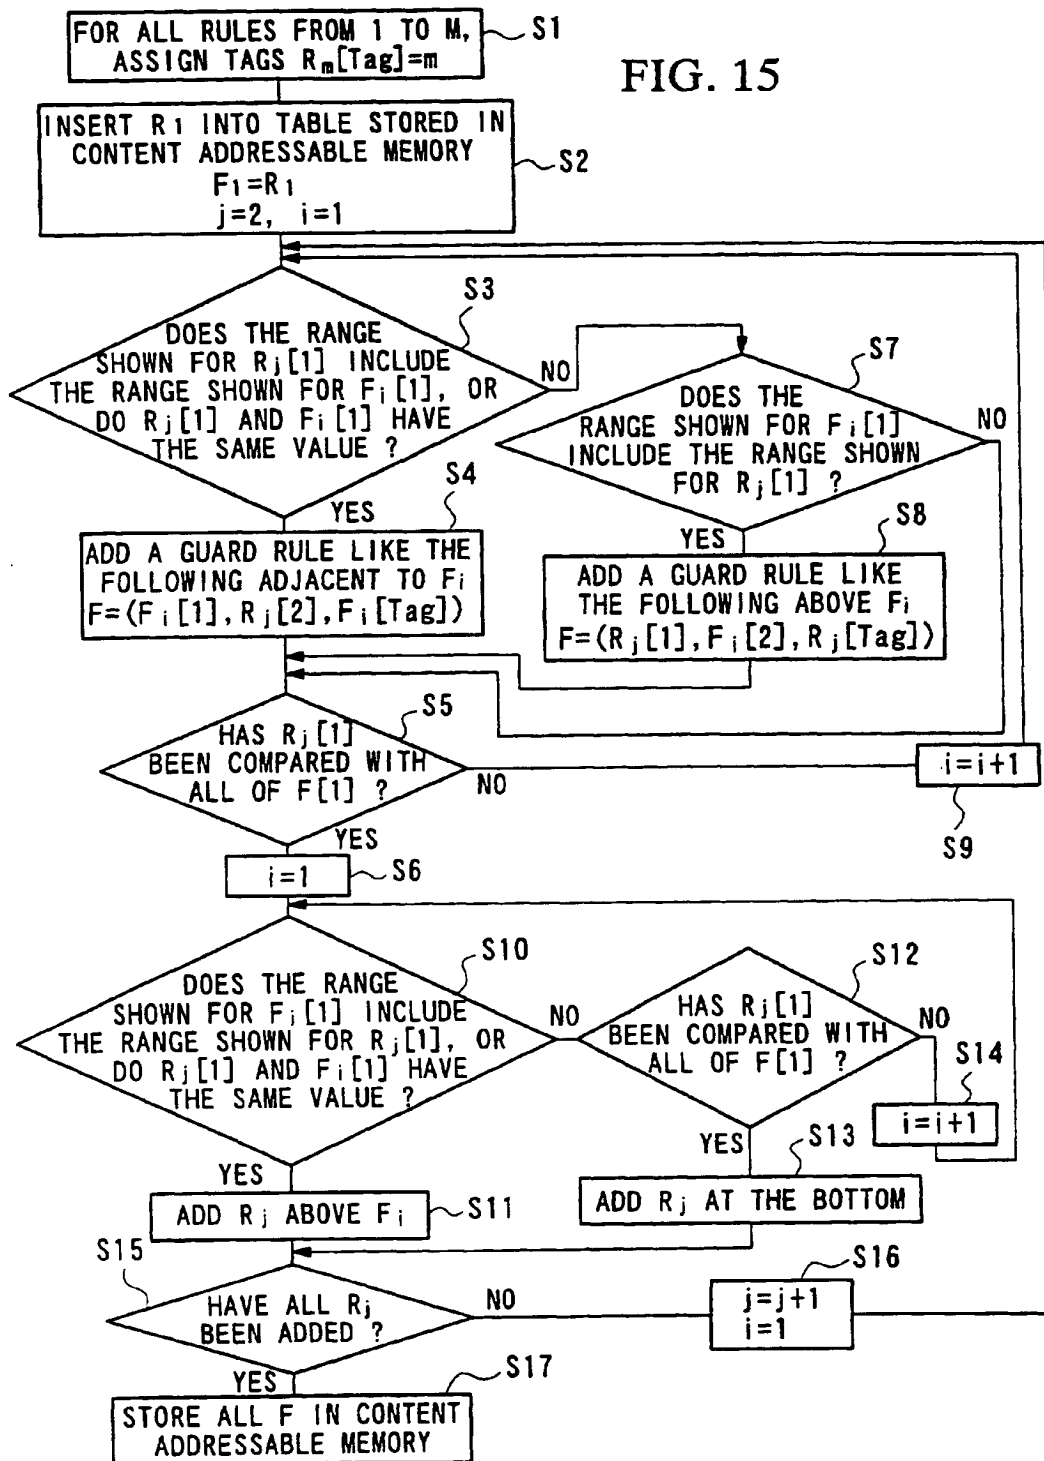 FOR ALL RULES FROM 1 TO M,
ASSIGN TAGS Rm[Tag]=m
S1
FIG. 15
INSERT R1 INTO TABLE STORED IN
CONTENT ADDRESSABLE MEMORY
F1=R1
j=2, i=1
S2
S3
DOES THE RANGE
SHOWN FOR Rj[1] INCLUDE
THE RANGE SHOWN FOR Fi[1], OR
DO Rj[1] AND Fi[1] HAVE
THE SAME VALUE ?
NO
YES
S7
DOES THE
RANGE SHOWN FOR Fi[1]
INCLUDE THE RANGE SHOWN
FOR Rj[1] ?
NO
YES
S4
ADD A GUARD RULE LIKE THE
FOLLOWING ADJACENT TO Fi
F=(Fi[1],Rj[2],Fi[Tag])
S8
ADD A GUARD RULE LIKE
THE FOLLOWING ABOVE Fi
F=(Rj[1],Fi[2],Rj[Tag])
S5
HAS Rj[1]
BEEN COMPARED WITH
ALL OF F[1] ?
NO
YES
i=i+1
S9
i=1
S6
S10
DOES THE RANGE
SHOWN FOR Fi[1] INCLUDE
THE RANGE SHOWN FOR Rj[1], OR
DO Rj[1] AND Fi[1] HAVE
THE SAME VALUE ?
NO
YES
S12
HAS Rj[1]
BEEN COMPARED WITH
ALL OF F[1] ?
NO
YES
S14
i=i+1
S13
ADD Rj AT THE BOTTOM
ADD Rj ABOVE Fi
S11
S15
HAVE ALL Rj
BEEN ADDED ?
NO
YES
S16
j=j+1
i=1
S17
STORE ALL F IN CONTENT
ADDRESSABLE MEMORY